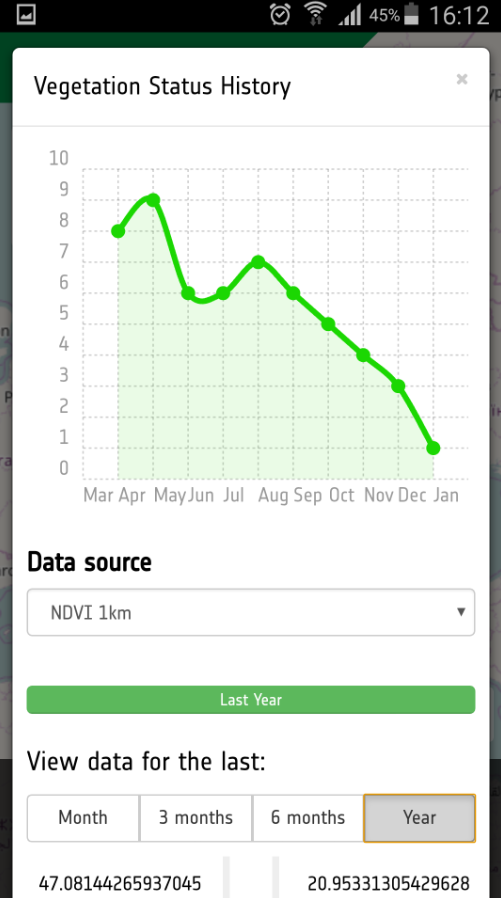 45% 16:12
Vegetation Status History ×
10
9
8
7
6
5
4
3
2
1
0
Mar Apr May Jun Jul Aug Sep Oct Nov Dec Jan
Data source
NDVI 1km
Last Year
View data for the last:
Month 3 months 6 months Year
47.08144265937045 20.95331305429628